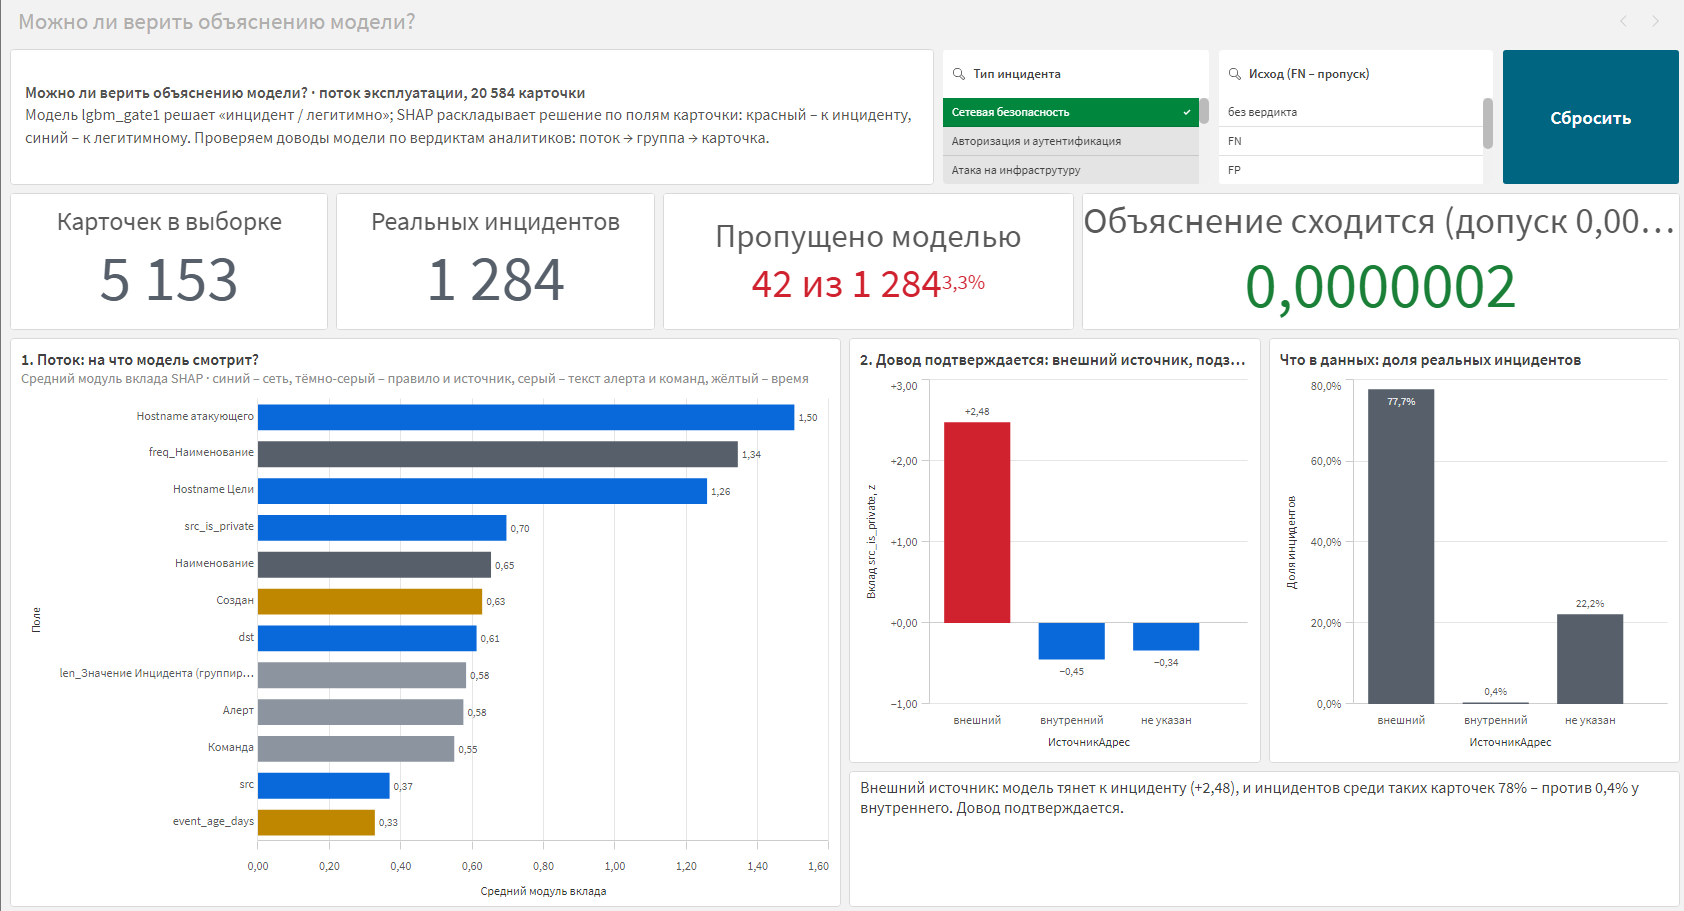 Можно ли верить объяснению модели?
Можно ли верить объяснению модели? · поток эксплуатации, 20 584 карточки
Модель lgbm_gate1 решает «инцидент / легитимно»; SHAP раскладывает решение по полям карточки: красный – к инциденту,
синий – к легитимному. Проверяем доводы модели по вердиктам аналитиков: поток → группа → карточка.
Тип инцидента
Сетевая безопасность
Авторизация и аутентификация
Атака на инфраструтуру
Исход (FN – пропуск)
без вердикта
FN
FP
Сбросить
Карточек в выборке
5 153
Реальных инцидентов
1 284
Пропущено моделью
42 из 1 284 3,3%
Объяснение сходится (допуск 0,00...
0,0000002
1. Поток: на что модель смотрит?
Средний модуль вклада SHAP · синий – сеть, тёмно-серый – правило и источник, серый – текст алерта и команд, жёлтый – время
Поле
Hostname атакующего 1,50
freq_Наименование 1,34
Hostname Цели 1,26
src_is_private 0,70
Наименование 0,65
Создан 0,63
dst 0,61
len_Значение Инцидента (группир... 0,58
Алерт 0,58
Команда 0,55
src 0,37
event_age_days 0,33
0,00 0,20 0,40 0,60 0,80 1,00 1,20 1,40 1,60
Средний модуль вклада
2. Довод подтверждается: внешний источник, подз...
Вклад src_is_private, z
+3,00
+2,00
+1,00
+0,00
−1,00
+2,48
−0,45
−0,34
внешний внутренний не указан
ИсточникАдрес
Что в данных: доля реальных инцидентов
Доля инцидентов
80,0%
60,0%
40,0%
20,0%
0,0%
77,7%
0,4%
22,2%
внешний внутренний не указан
ИсточникАдрес
Внешний источник: модель тянет к инциденту (+2,48), и инцидентов среди таких карточек 78% – против 0,4% у
внутреннего. Довод подтверждается.